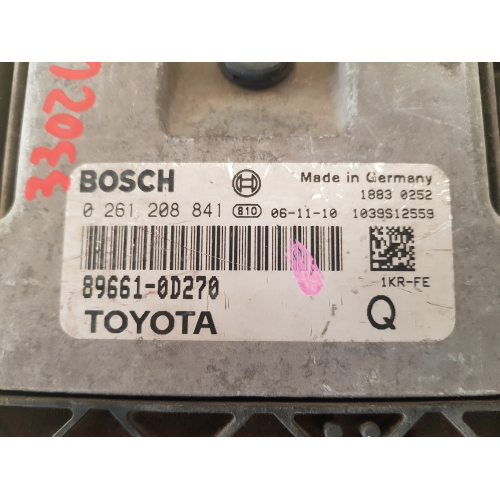 BOSCH Made in Germany
1883 0252
0 261 208 841 810 06-11-10 1039S12559
89661-0D270 1KR-FE
TOYOTA Q